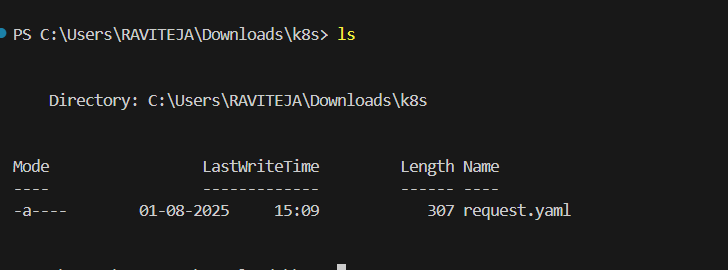 PS C:\Users\RAVITEJA\Downloads\k8s> ls
Directory: C:\Users\RAVITEJA\Downloads\k8s
Mode LastWriteTime Length Name
---- ------------- ------ ----
-a---- 01-08-2025 15:09 307 request.yaml